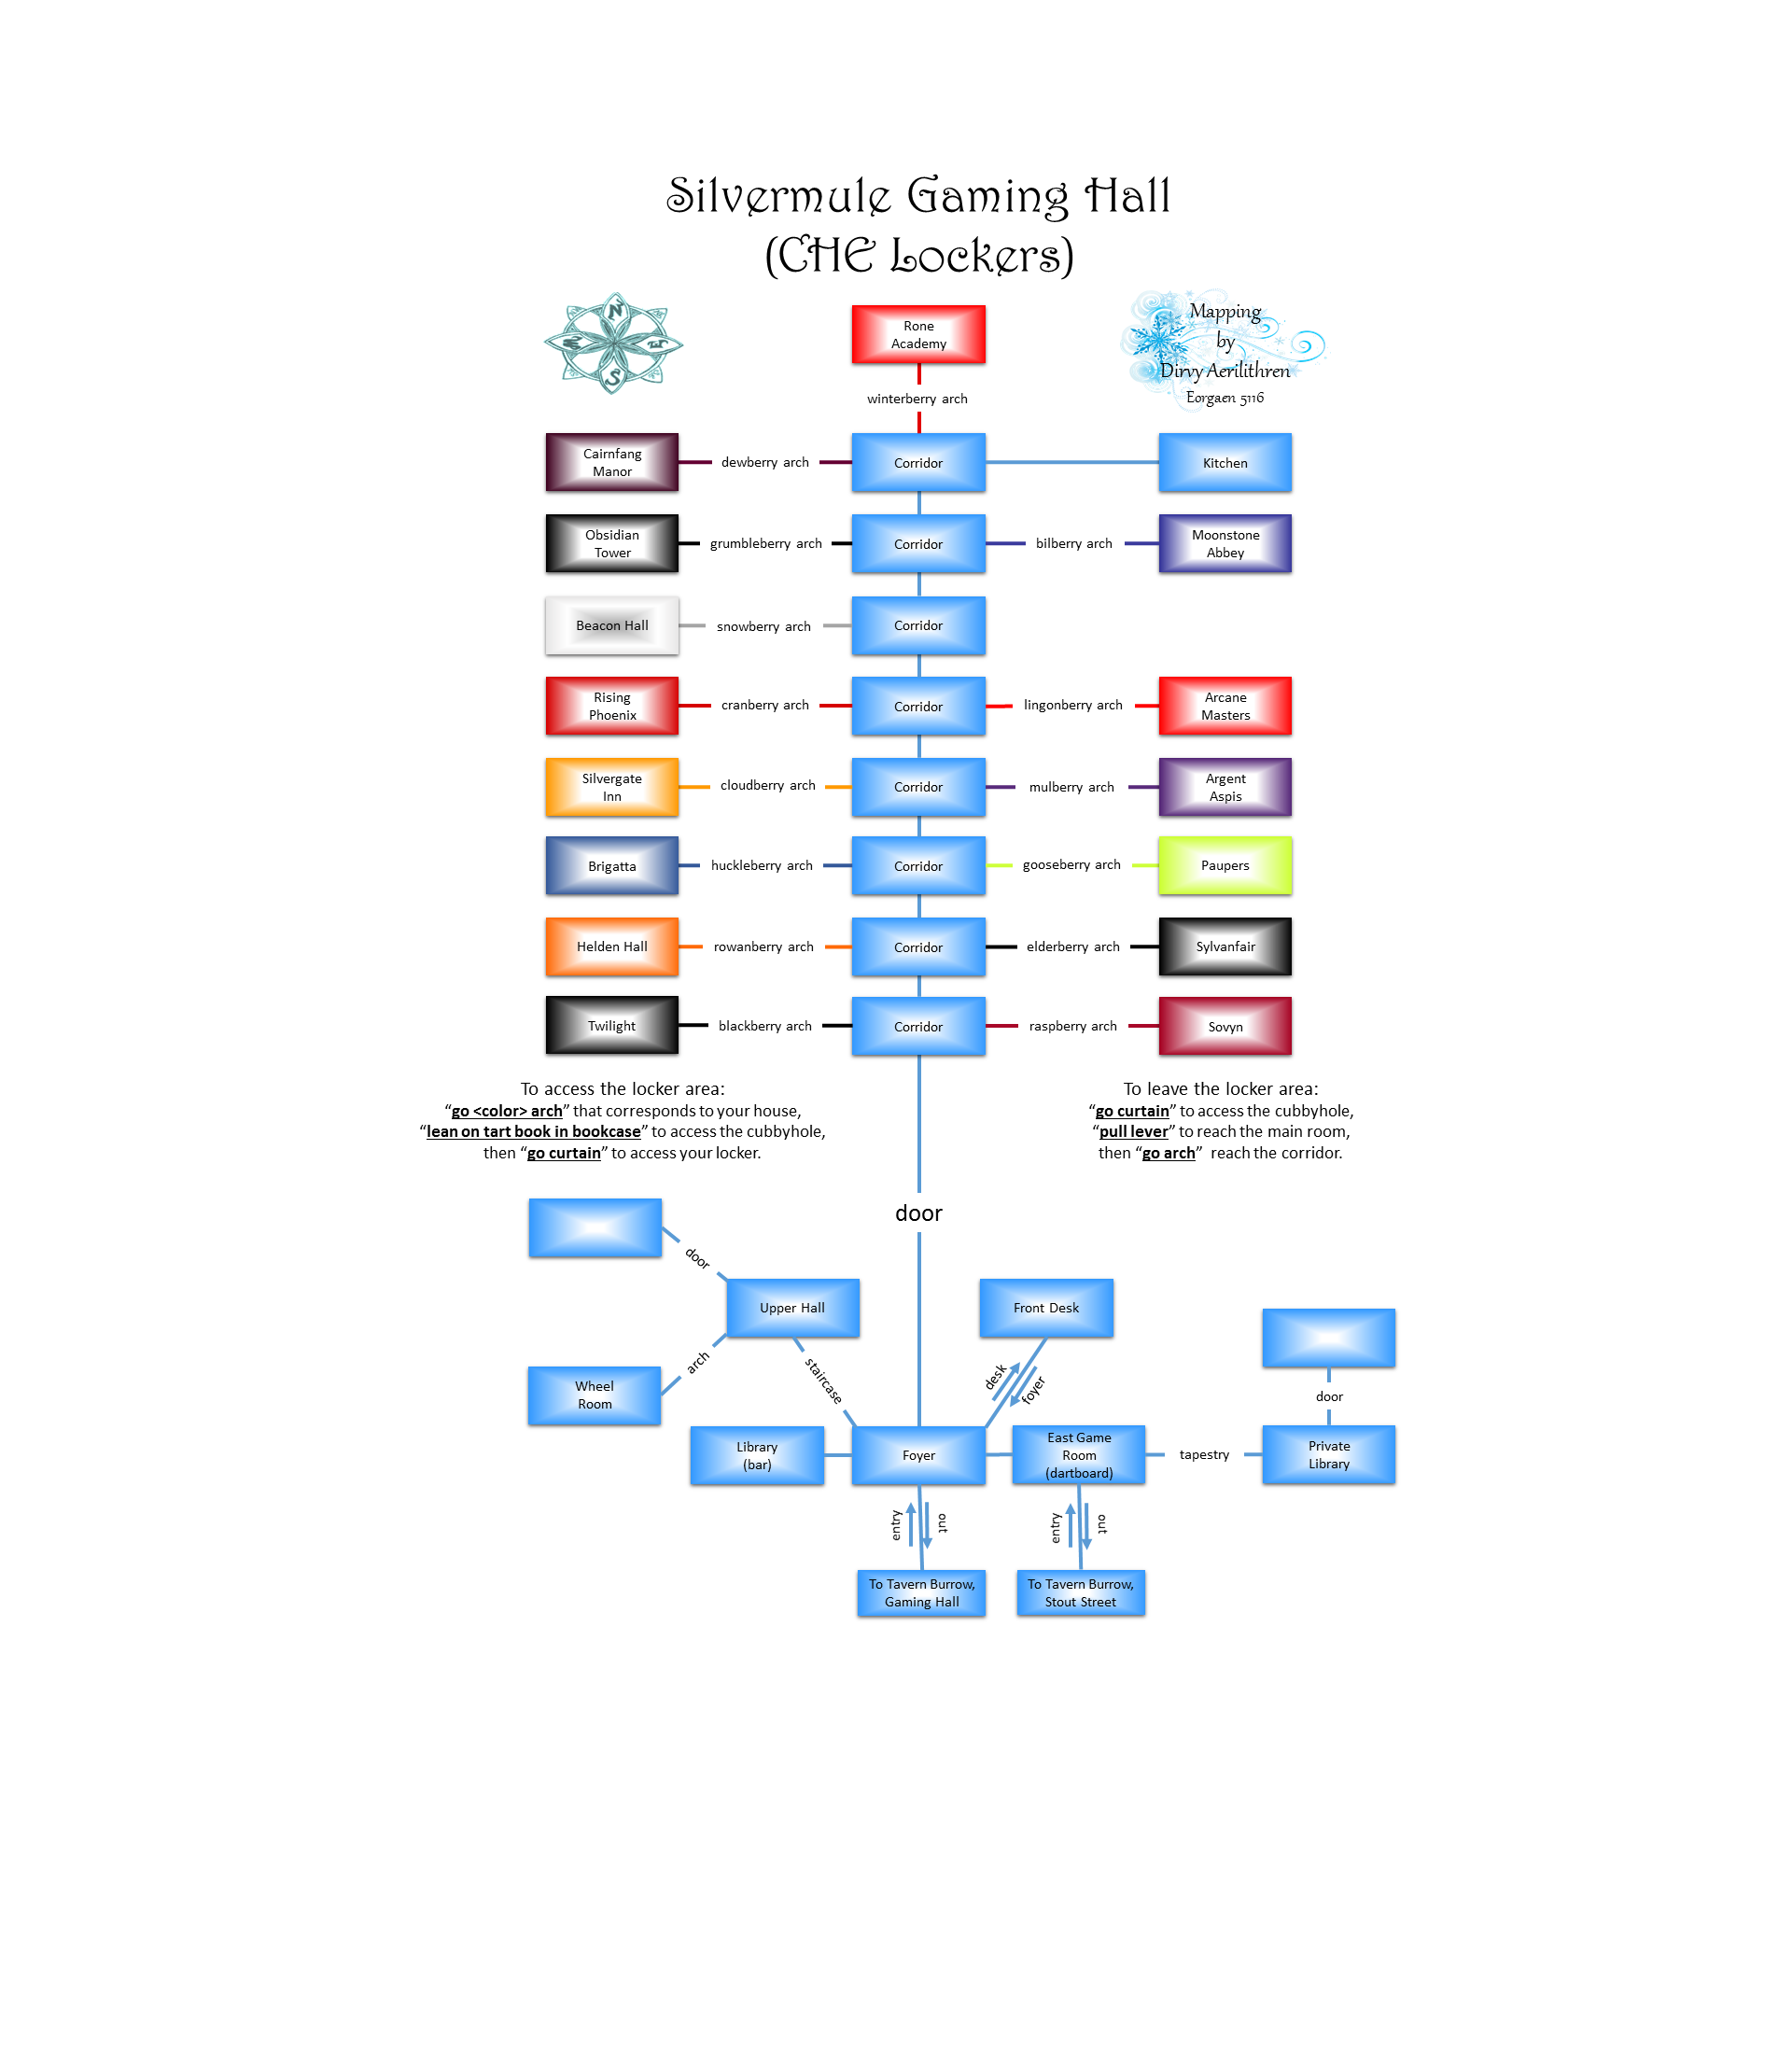 Silvermule Gaming Hall
(CHE Lockers)
N
E
S
W
Mapping
by
Dirvy Aerilithren
Eorgaen 5116
Rone
Academy
winterberry arch
Cairnfang
Manor
dewberry arch
Corridor
Kitchen
Obsidian
Tower
grumbleberry arch
Corridor
bilberry arch
Moonstone
Abbey
Beacon Hall
snowberry arch
Corridor
Rising
Phoenix
cranberry arch
Corridor
lingonberry arch
Arcane
Masters
Silvergate
Inn
cloudberry arch
Corridor
mulberry arch
Argent
Aspis
Brigatta
huckleberry arch
Corridor
gooseberry arch
Paupers
Helden Hall
rowanberry arch
Corridor
elderberry arch
Sylvanfair
Twilight
blackberry arch
Corridor
raspberry arch
Sovyn
To access the locker area:
“go <color> arch” that corresponds to your house,
“lean on tart book in bookcase” to access the cubbyhole,
then “go curtain” to access your locker.
To leave the locker area:
“go curtain” to access the cubbyhole,
“pull lever” to reach the main room,
then “go arch” reach the corridor.
door
door
Upper Hall
Front Desk
arch
Wheel
Room
staircase
desk
foyer
door
Library
(bar)
Foyer
East Game
Room
(dartboard)
tapestry
Private
Library
entry
out
entry
out
To Tavern Burrow,
Gaming Hall
To Tavern Burrow,
Stout Street